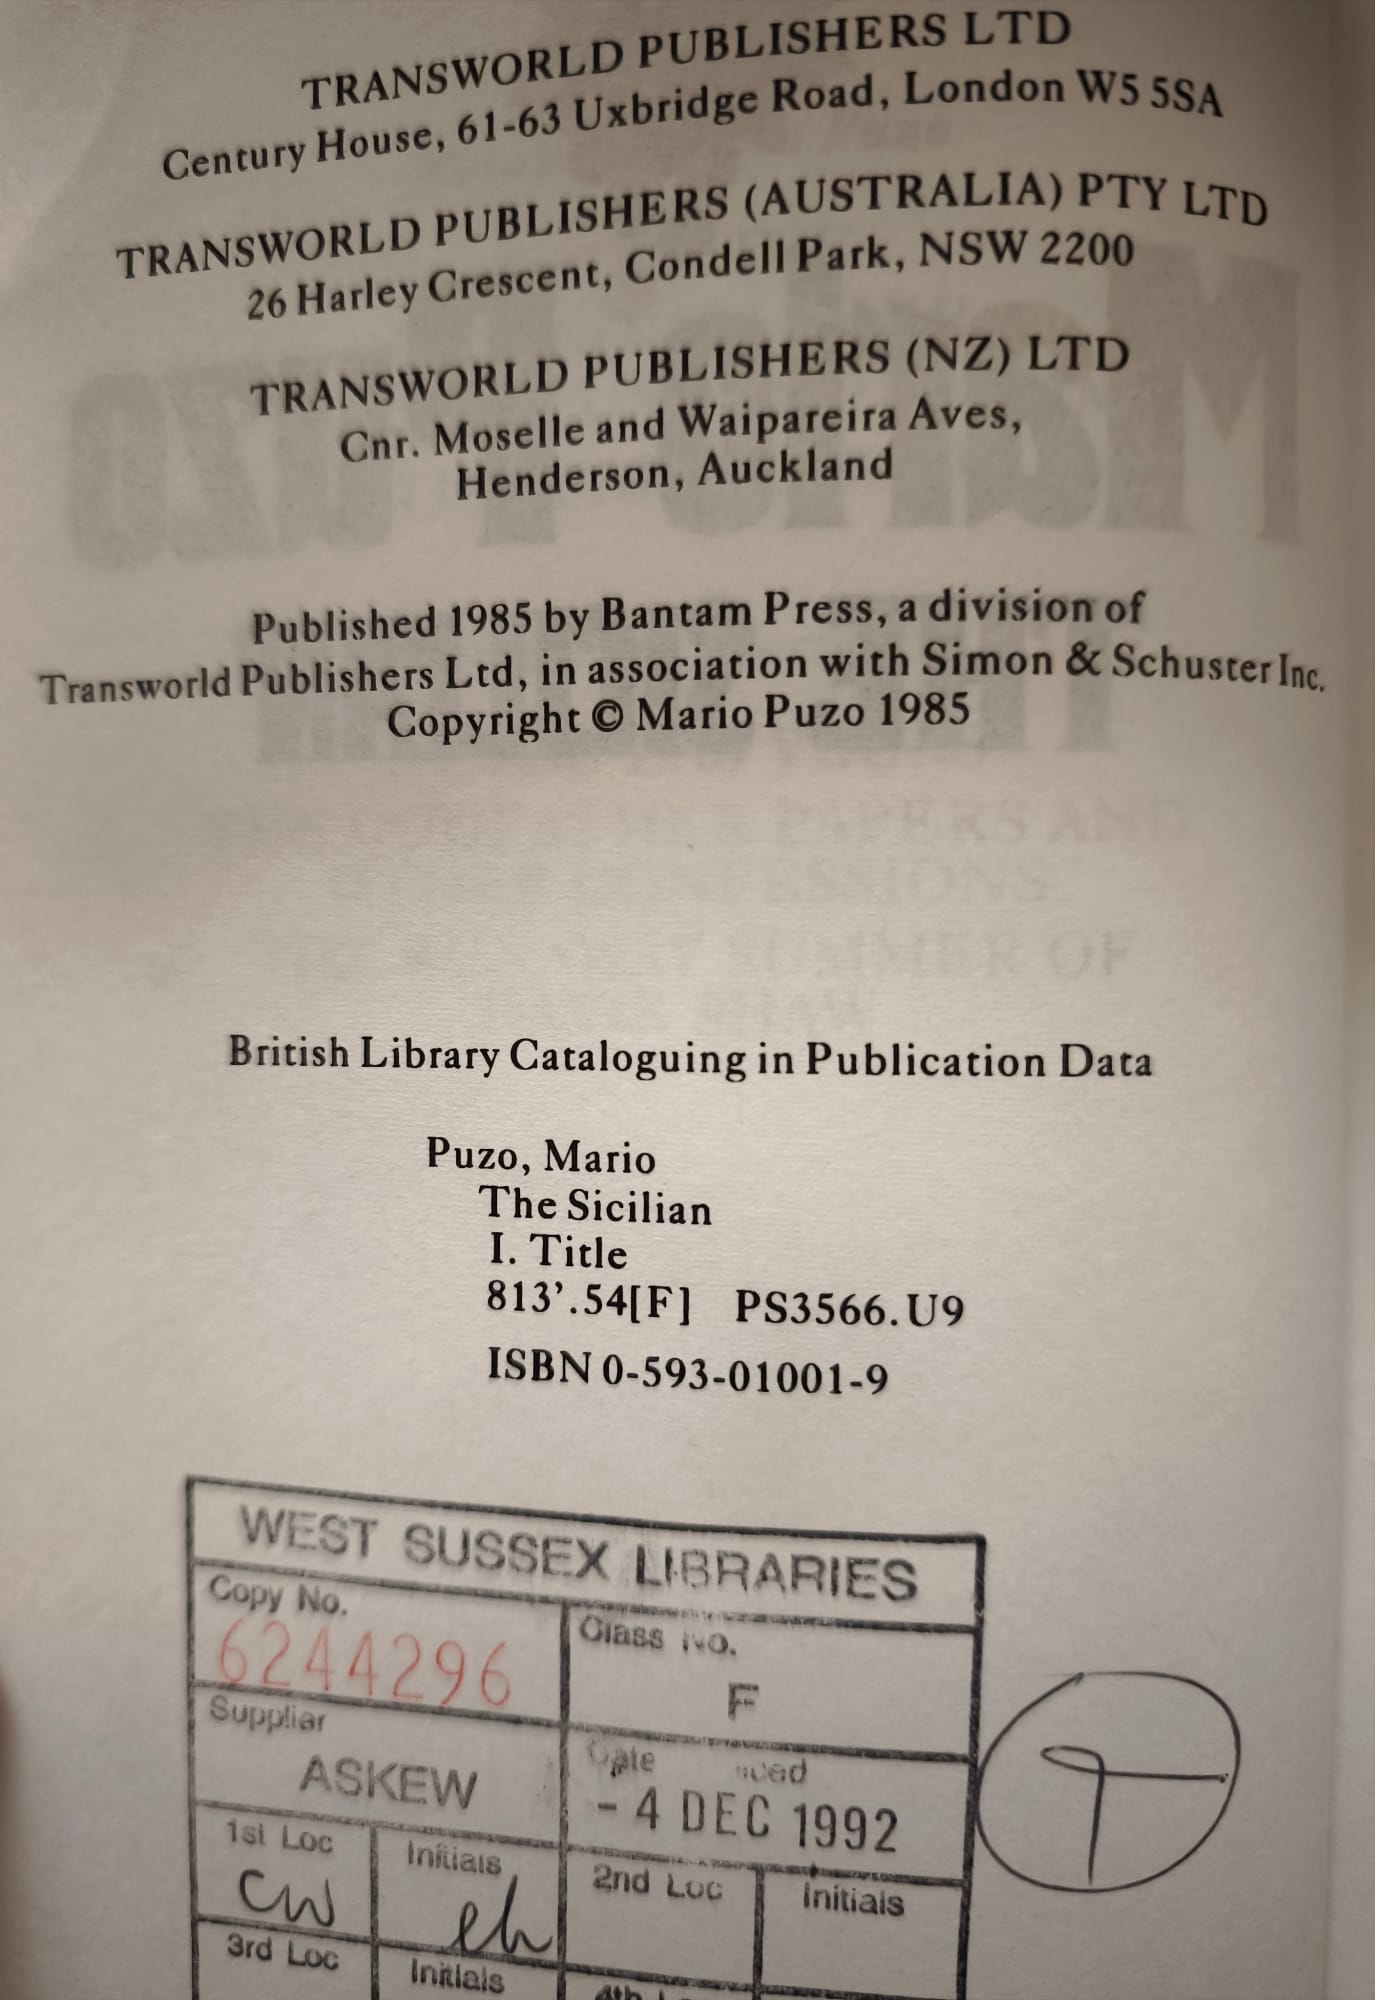 TRANSWORLD PUBLISHERS LTD
Century House, 61-63 Uxbridge Road, London W5 5SA
TRANSWORLD PUBLISHERS (AUSTRALIA) PTY LTD
26 Harley Crescent, Condell Park, NSW 2200
TRANSWORLD PUBLISHERS (NZ) LTD
Cnr. Moselle and Waipareira Aves,
Henderson, Auckland
Published 1985 by Bantam Press, a division of
Transworld Publishers Ltd, in association with Simon & Schuster Inc.
Copyright © Mario Puzo 1985
British Library Cataloguing in Publication Data
Puzo, Mario
The Sicilian
I. Title
813’.54[F] PS3566.U9
ISBN 0-593-01001-9
WEST SUSSEX LIBRARIES
Copy No.
6244296
Class No.
F
Supplier
ASKEW
Date
- 4 DEC 1992
1st Loc
CW
Initials
eh
2nd Loc
Initials
T
3rd Loc
Initials
4th